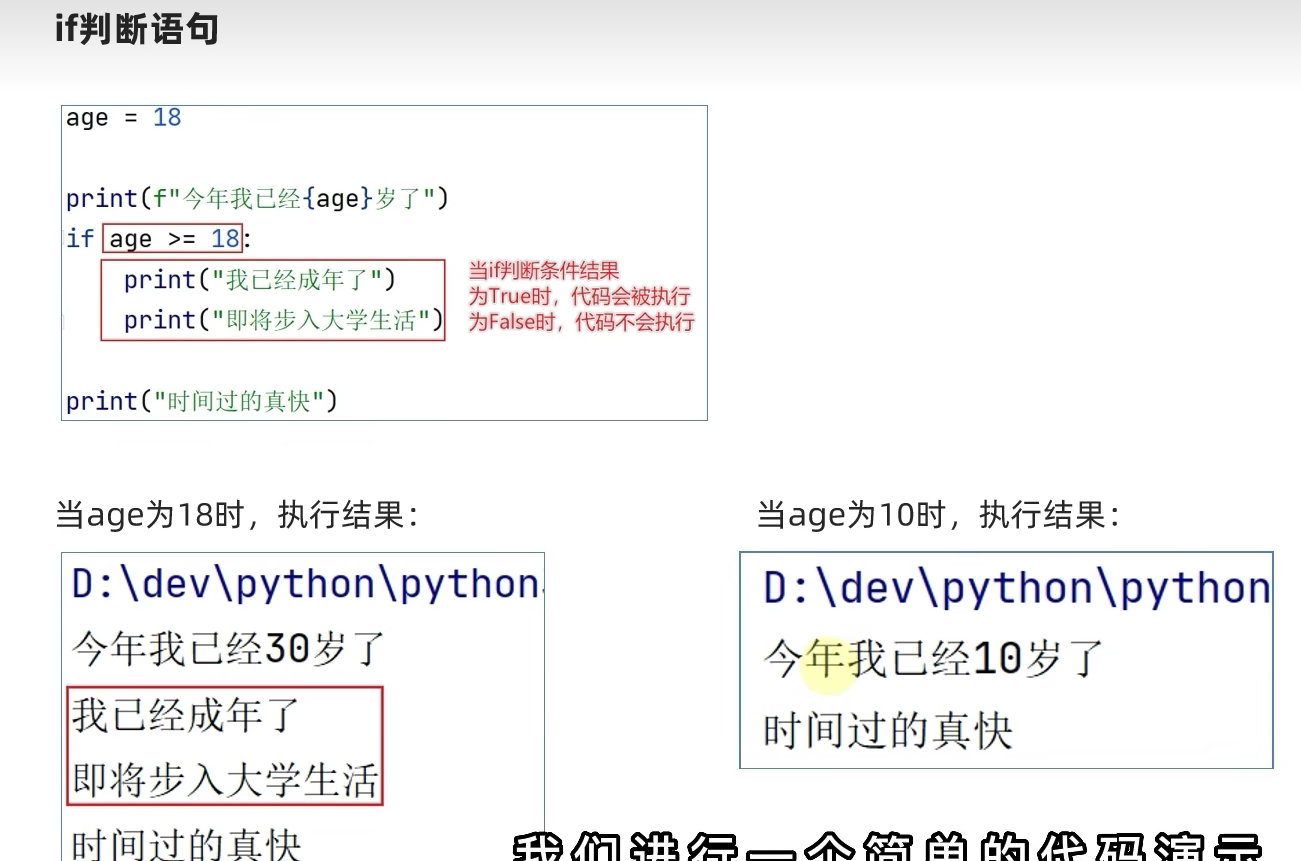 if判断语句
age = 18
print(f"今年我已经{age}岁了")
if age >= 18:
print("我已经成年了")
print("即将步入大学生活")
当if判断条件结果
为True时，代码会被执行
为False时，代码不会执行
print("时间过的真快")
当age为18时，执行结果：
D:\dev\python\python
今年我已经30岁了
我已经成年了
即将步入大学生活
时间过的真快
当age为10时，执行结果：
D:\dev\python\python
今年我已经10岁了
时间过的真快
我们进行一个简单的代码演示